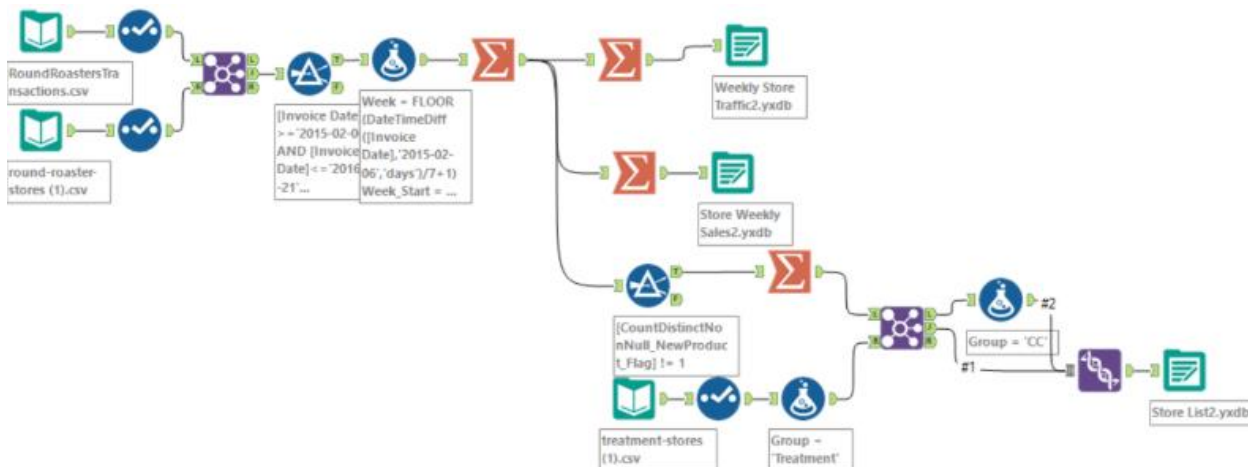 RoundRoastersTra
nsactions.csv
round-roaster-
stores (1).csv
[Invoice Date
>='2015-02-0
AND [Invoice
Date]<='2016
-21'...
Week = FLOOR
(DateTimeDiff
([Invoice
Date],'2015-02-
06','days')/7+1)
Week_Start = ...
Weekly Store
Traffic2.yxdb
Store Weekly
Sales2.yxdb
[CountDistinctNo
nNull_NewProduc
t_Flag] != 1
treatment-stores
(1).csv
Group =
'Treatment'
Group = 'CC'
#2
#1
Store List2.yxdb
L
J
R
T
F
T
F
L
R
L
J
R